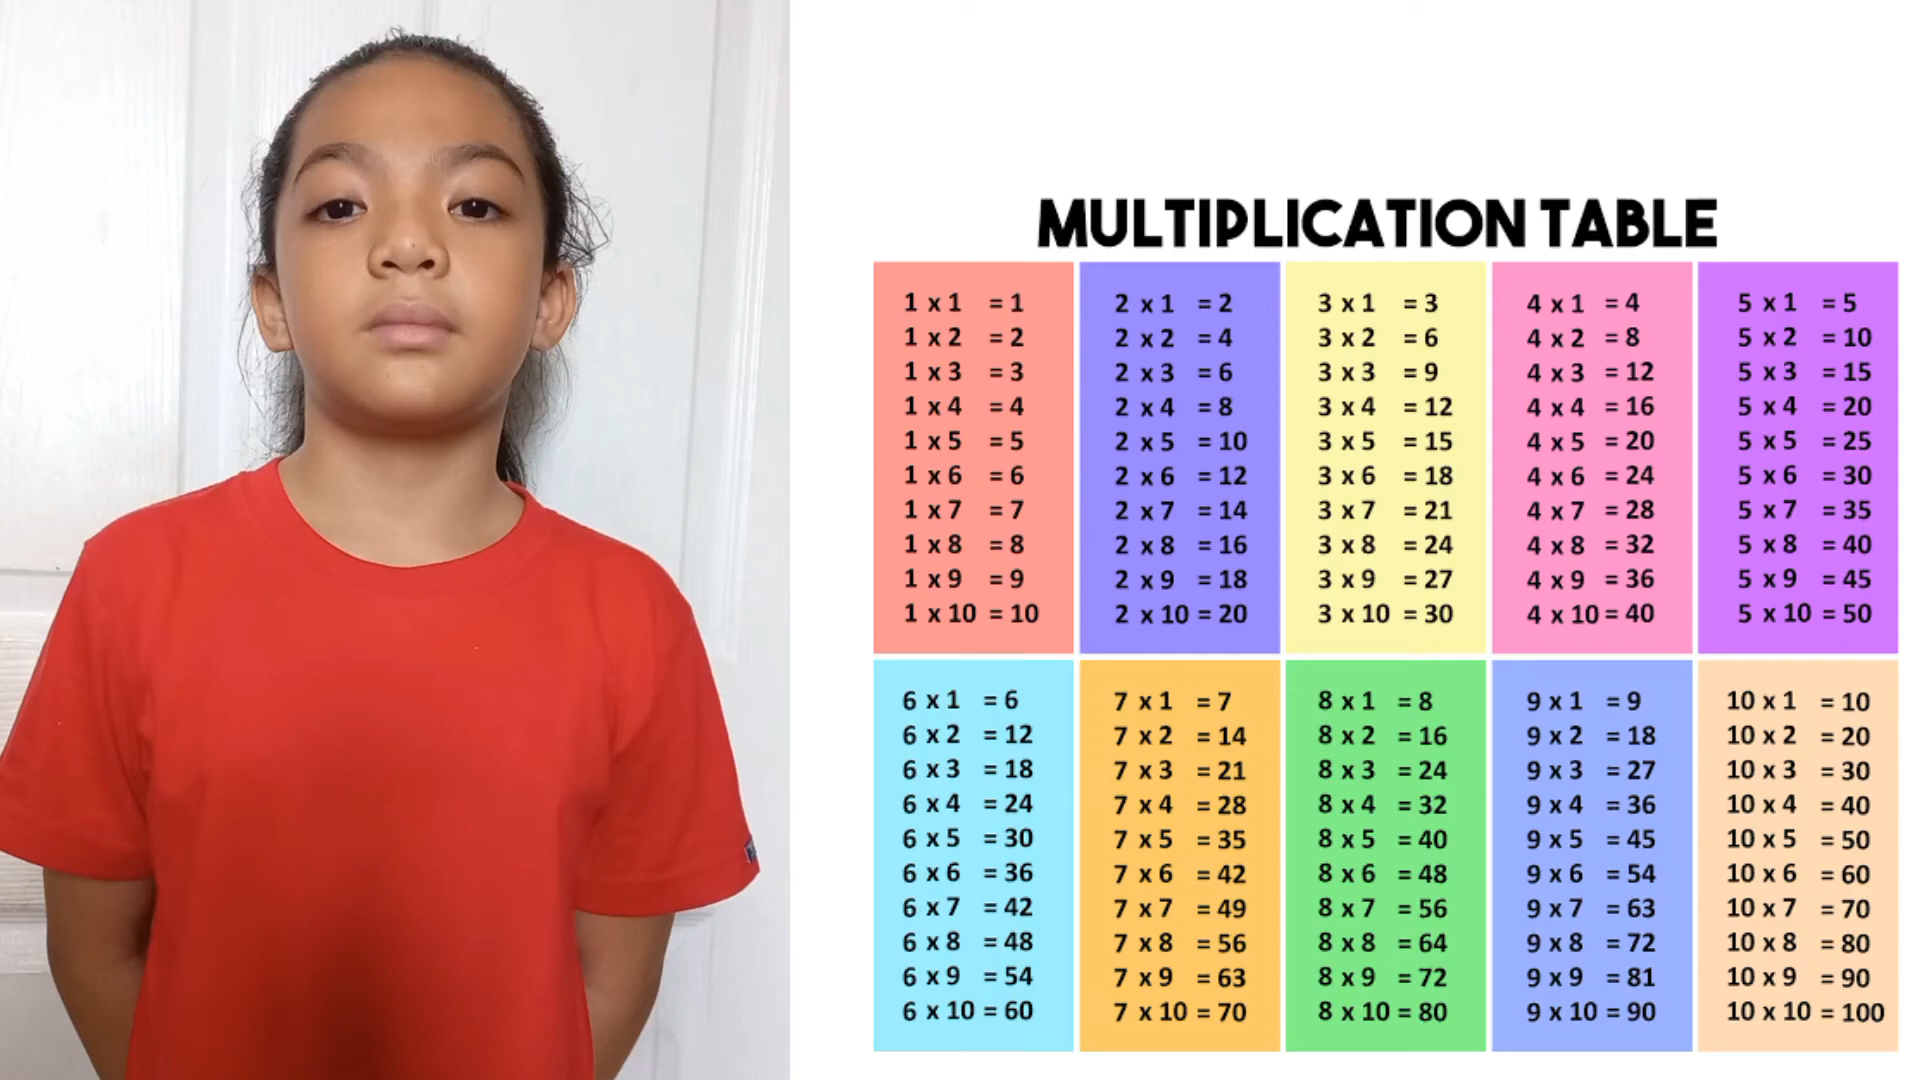 MULTIPLICATION TABLE
1 x 1 = 1
1 x 2 = 2
1 x 3 = 3
1 x 4 = 4
1 x 5 = 5
1 x 6 = 6
1 x 7 = 7
1 x 8 = 8
1 x 9 = 9
1 x 10 = 10
2 x 1 = 2
2 x 2 = 4
2 x 3 = 6
2 x 4 = 8
2 x 5 = 10
2 x 6 = 12
2 x 7 = 14
2 x 8 = 16
2 x 9 = 18
2 x 10 = 20
3 x 1 = 3
3 x 2 = 6
3 x 3 = 9
3 x 4 = 12
3 x 5 = 15
3 x 6 = 18
3 x 7 = 21
3 x 8 = 24
3 x 9 = 27
3 x 10 = 30
4 x 1 = 4
4 x 2 = 8
4 x 3 = 12
4 x 4 = 16
4 x 5 = 20
4 x 6 = 24
4 x 7 = 28
4 x 8 = 32
4 x 9 = 36
4 x 10 = 40
5 x 1 = 5
5 x 2 = 10
5 x 3 = 15
5 x 4 = 20
5 x 5 = 25
5 x 6 = 30
5 x 7 = 35
5 x 8 = 40
5 x 9 = 45
5 x 10 = 50
6 x 1 = 6
6 x 2 = 12
6 x 3 = 18
6 x 4 = 24
6 x 5 = 30
6 x 6 = 36
6 x 7 = 42
6 x 8 = 48
6 x 9 = 54
6 x 10 = 60
7 x 1 = 7
7 x 2 = 14
7 x 3 = 21
7 x 4 = 28
7 x 5 = 35
7 x 6 = 42
7 x 7 = 49
7 x 8 = 56
7 x 9 = 63
7 x 10 = 70
8 x 1 = 8
8 x 2 = 16
8 x 3 = 24
8 x 4 = 32
8 x 5 = 40
8 x 6 = 48
8 x 7 = 56
8 x 8 = 64
8 x 9 = 72
8 x 10 = 80
9 x 1 = 9
9 x 2 = 18
9 x 3 = 27
9 x 4 = 36
9 x 5 = 45
9 x 6 = 54
9 x 7 = 63
9 x 8 = 72
9 x 9 = 81
9 x 10 = 90
10 x 1 = 10
10 x 2 = 20
10 x 3 = 30
10 x 4 = 40
10 x 5 = 50
10 x 6 = 60
10 x 7 = 70
10 x 8 = 80
10 x 9 = 90
10 x 10 = 100